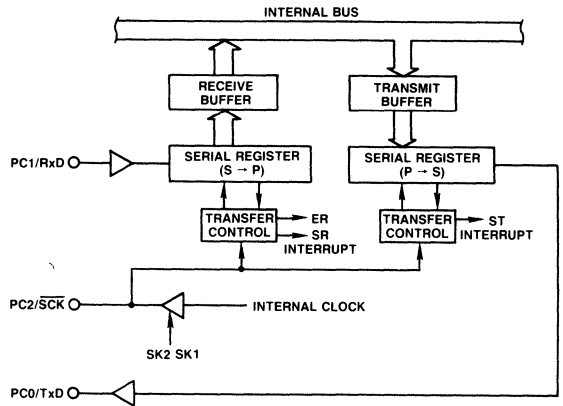 INTERNAL BUS
RECEIVE
BUFFER
TRANSMIT
BUFFER
PC1/RxD
SERIAL REGISTER
(S → P)
SERIAL REGISTER
(P → S)
TRANSFER
CONTROL
ER
SR
INTERRUPT
TRANSFER
CONTROL
ST
INTERRUPT
PC2/SCK
INTERNAL CLOCK
SK2 SK1
PC0/TxD